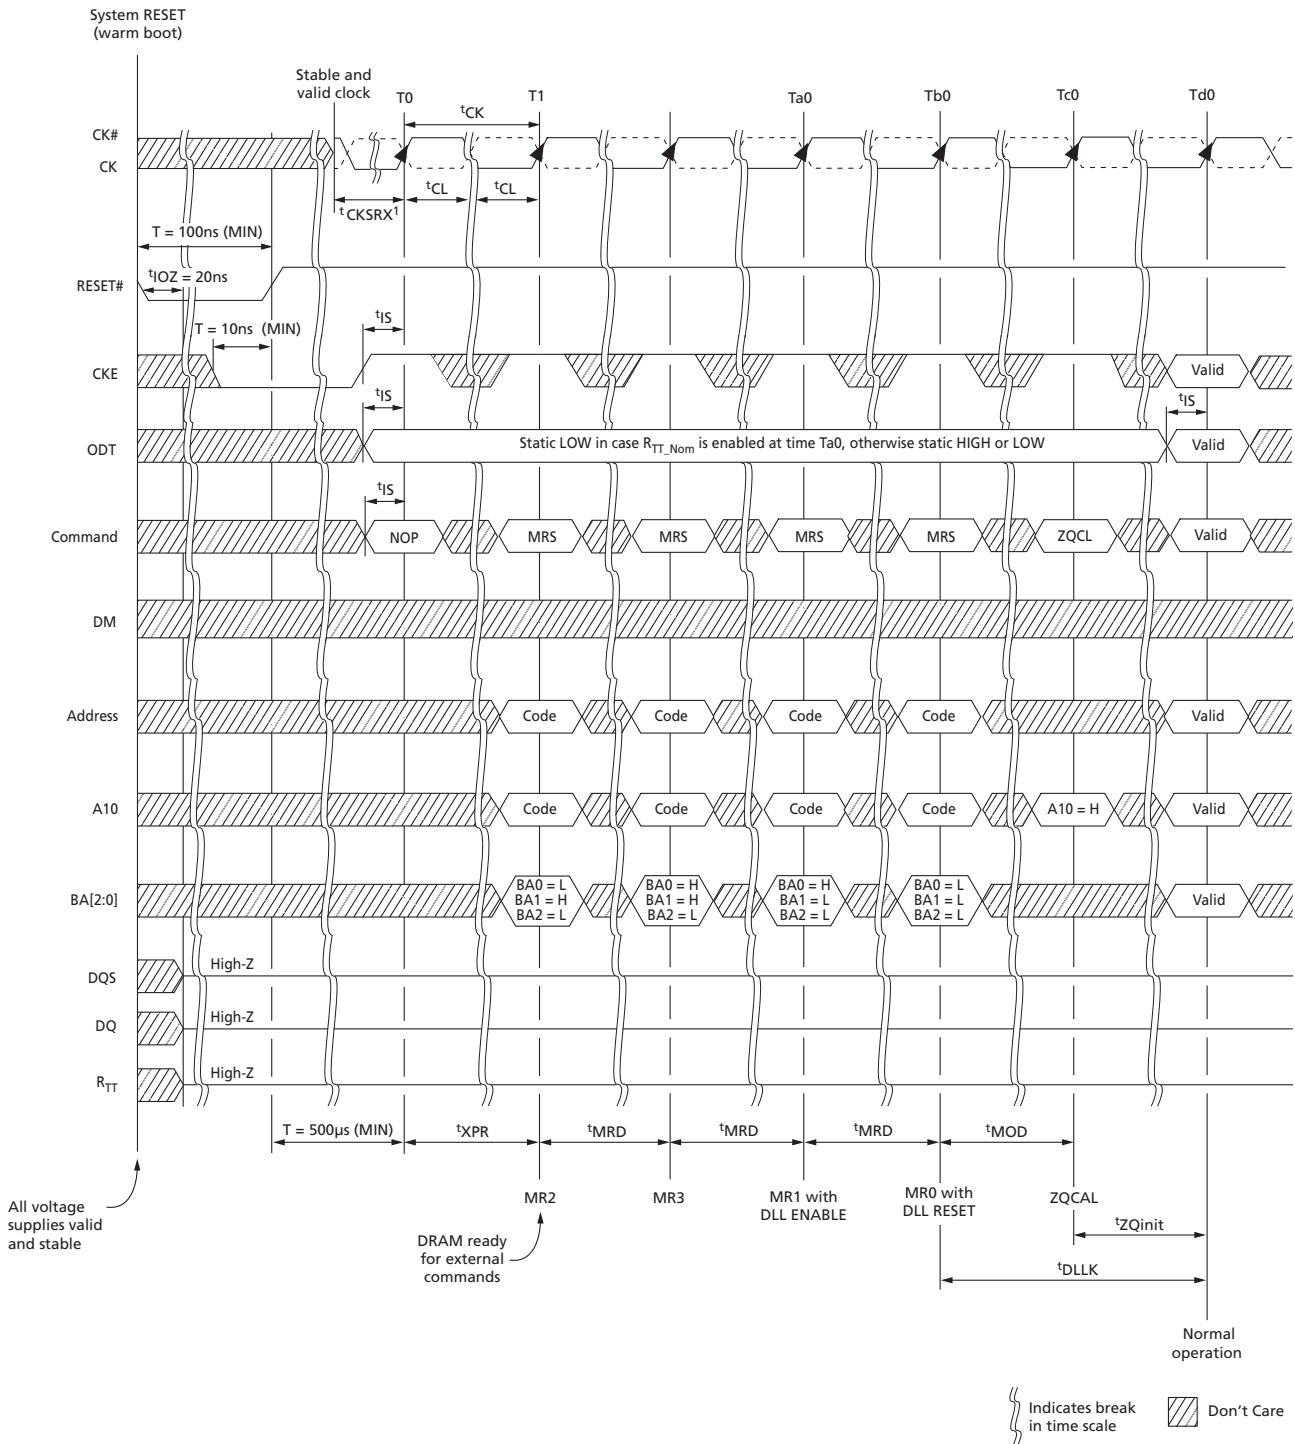 System RESET
(warm boot)
Stable and
valid clock
T0
T1
Ta0
Tb0
Tc0
Td0
tCK
CK#
CK
tCKSRX1
tCL
tCL
T = 100ns (MIN)
tIOZ = 20ns
RESET#
T = 10ns (MIN)
tIS
CKE
Valid
tIS
tIS
ODT
Static LOW in case RTT_Nom is enabled at time Ta0, otherwise static HIGH or LOW
Valid
tIS
Command
NOP
MRS
MRS
MRS
MRS
ZQCL
Valid
DM
Address
Code
Code
Code
Code
Valid
A10
Code
Code
Code
Code
A10 = H
Valid
BA[2:0]
BA0 = L
BA1 = H
BA2 = L
BA0 = H
BA1 = H
BA2 = L
BA0 = H
BA1 = L
BA2 = L
BA0 = L
BA1 = L
BA2 = L
Valid
DQS
High-Z
DQ
High-Z
RTT
High-Z
T = 500μs (MIN)
tXPR
tMRD
tMRD
tMRD
tMOD
All voltage
supplies valid
and stable
MR2
MR3
MR1 with
DLL ENABLE
MR0 with
DLL RESET
ZQCAL
tZQinit
DRAM ready
for external
commands
tDLLK
Normal
operation
Indicates break
in time scale
Don't Care